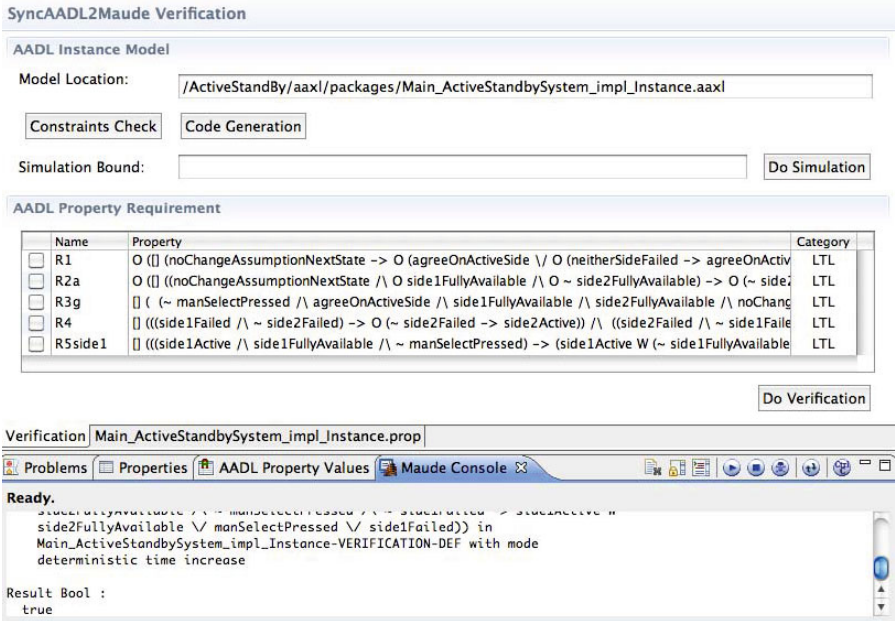 SyncAADL2Maude Verification
AADL Instance Model
Model Location:
/ActiveStandBy/aaxl/packages/Main_ActiveStandbySystem_impl_Instance.aaxl
Constraints Check Code Generation
Simulation Bound: Do Simulation
AADL Property Requirement
Name Property Category
R1 O ([] (noChangeAssumptionNextState -> O (agreeOnActiveSide \/ O (neitherSideFailed -> agreeOnActiv LTL
R2a O ([] ((noChangeAssumptionNextState /\ O side1FullyAvailable /\ O ~ side2FullyAvailable) -> O (~ side2 LTL
R3g [] ( (~ manSelectPressed /\ agreeOnActiveSide /\ side1FullyAvailable /\ side2FullyAvailable /\ noChang LTL
R4 [] (((side1Failed /\ ~ side2Failed) -> O (~ side2Failed -> side2Active)) /\ ((side2Failed /\ ~ side1Faile LTL
R5side1 [] (((side1Active /\ side1FullyAvailable /\ ~ manSelectPressed) -> (side1Active W (~ side1FullyAvailable LTL
Do Verification
Verification Main_ActiveStandbySystem_impl_Instance.prop
Problems Properties AADL Property Values Maude Console
Ready.
side2FullyAvailable /\ ~ manSelectPressed /\ ~ side1Failed -> side1Active W
side2FullyAvailable \/ manSelectPressed \/ side1Failed)) in
Main_ActiveStandbySystem_impl_Instance-VERIFICATION-DEF with mode
deterministic time increase
Result Bool :
true